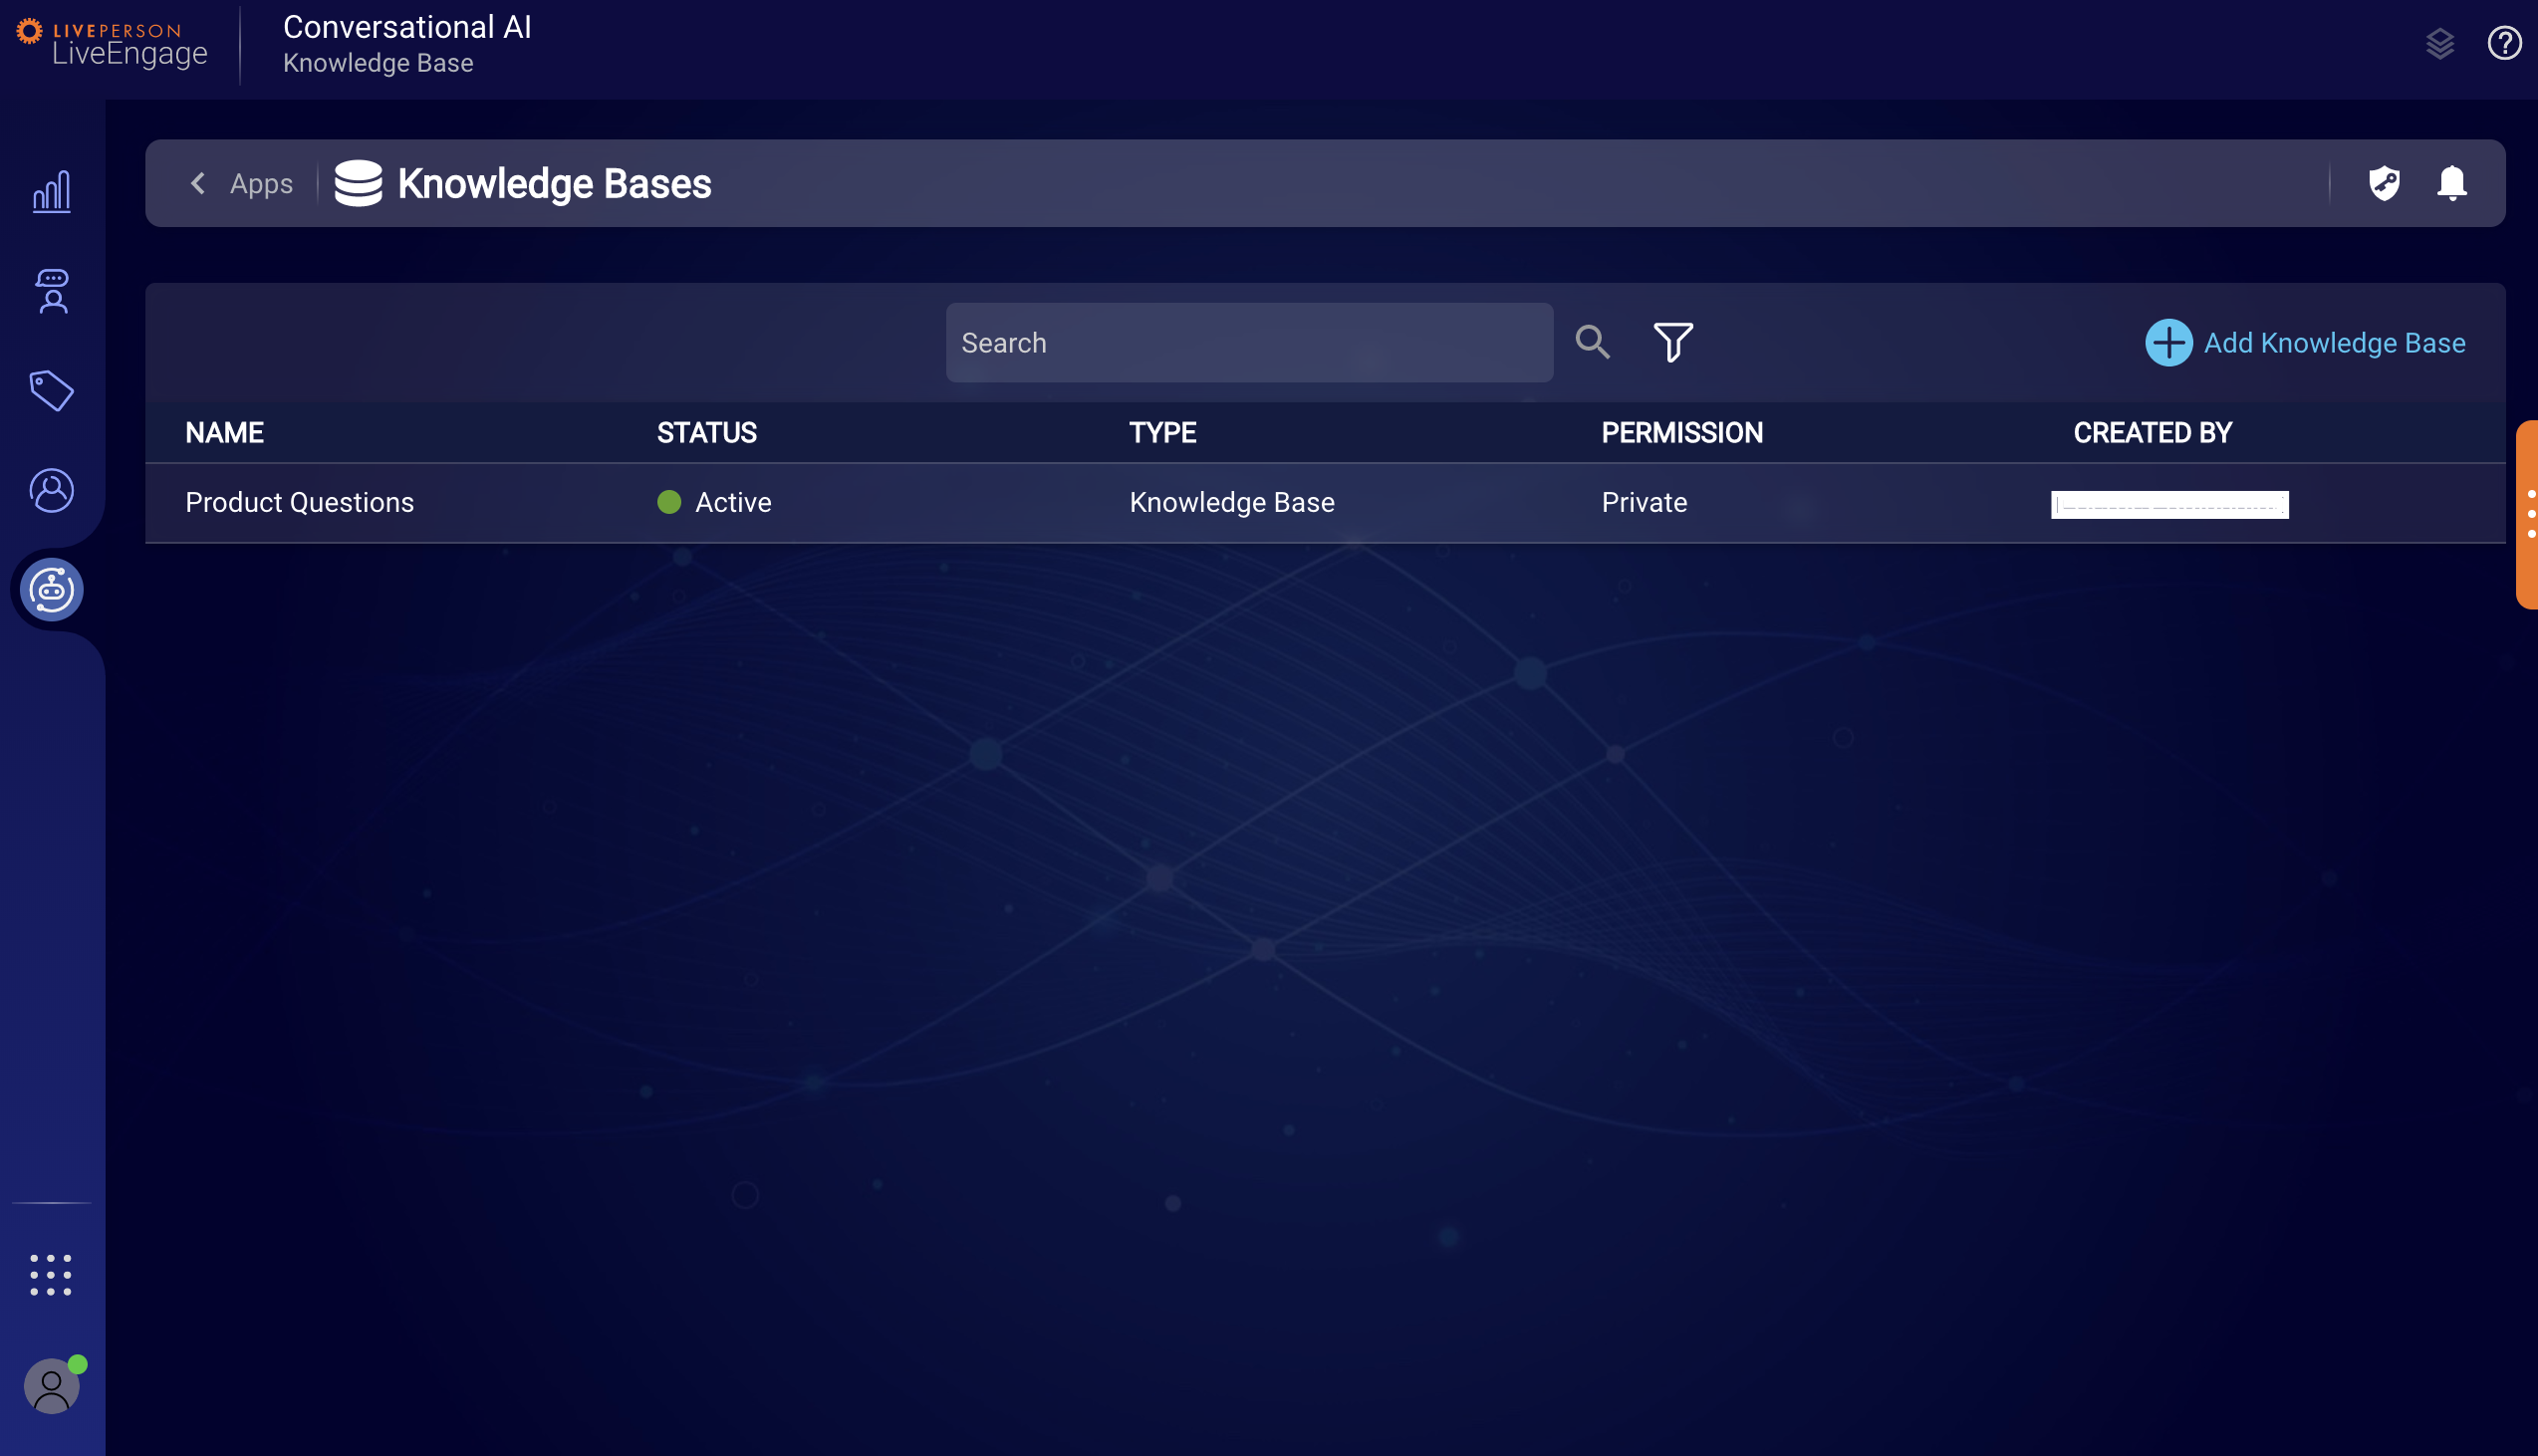 LIVEPERSON
LiveEngage
Conversational AI
Knowledge Base
Apps
Knowledge Bases
Search
Add Knowledge Base
NAME STATUS TYPE PERMISSION CREATED BY
Product Questions Active Knowledge Base Private